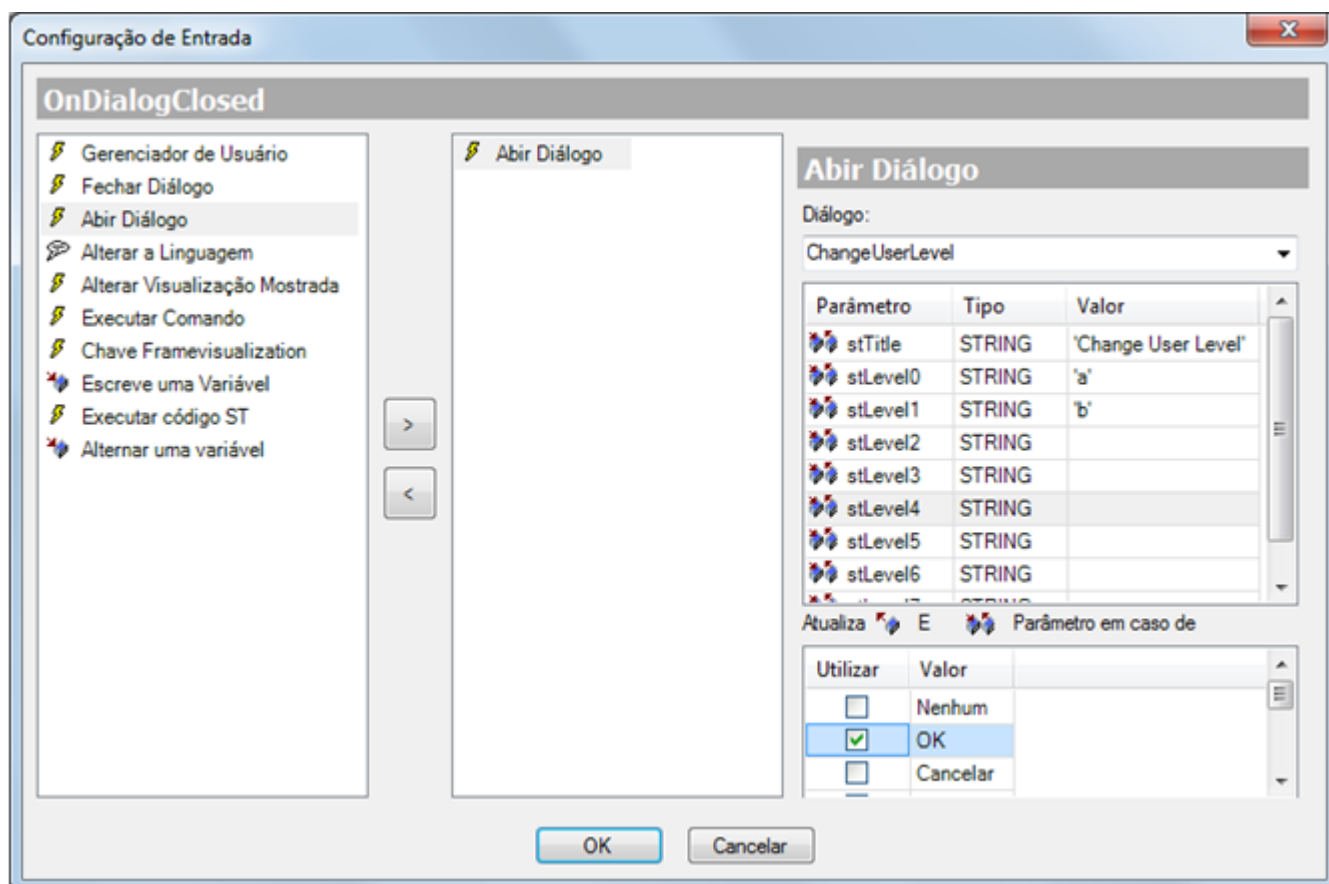 Configuração de Entrada
OnDialogClosed
Gerenciador de Usuário
Fechar Diálogo
Abir Diálogo
Alterar a Linguagem
Alterar Visualização Mostrada
Executar Comando
Chave Framevisualization
Escreve uma Variável
Executar código ST
Alternar uma variável
>
<
Abir Diálogo
Abir Diálogo
Diálogo:
ChangeUserLevel
Parâmetro Tipo Valor
stTitle STRING 'Change User Level'
stLevel0 STRING 'a'
stLevel1 STRING 'b'
stLevel2 STRING
stLevel3 STRING
stLevel4 STRING
stLevel5 STRING
stLevel6 STRING
Atualiza E Parâmetro em caso de
Utilizar Valor
Nenhum
OK
Cancelar
OK Cancelar